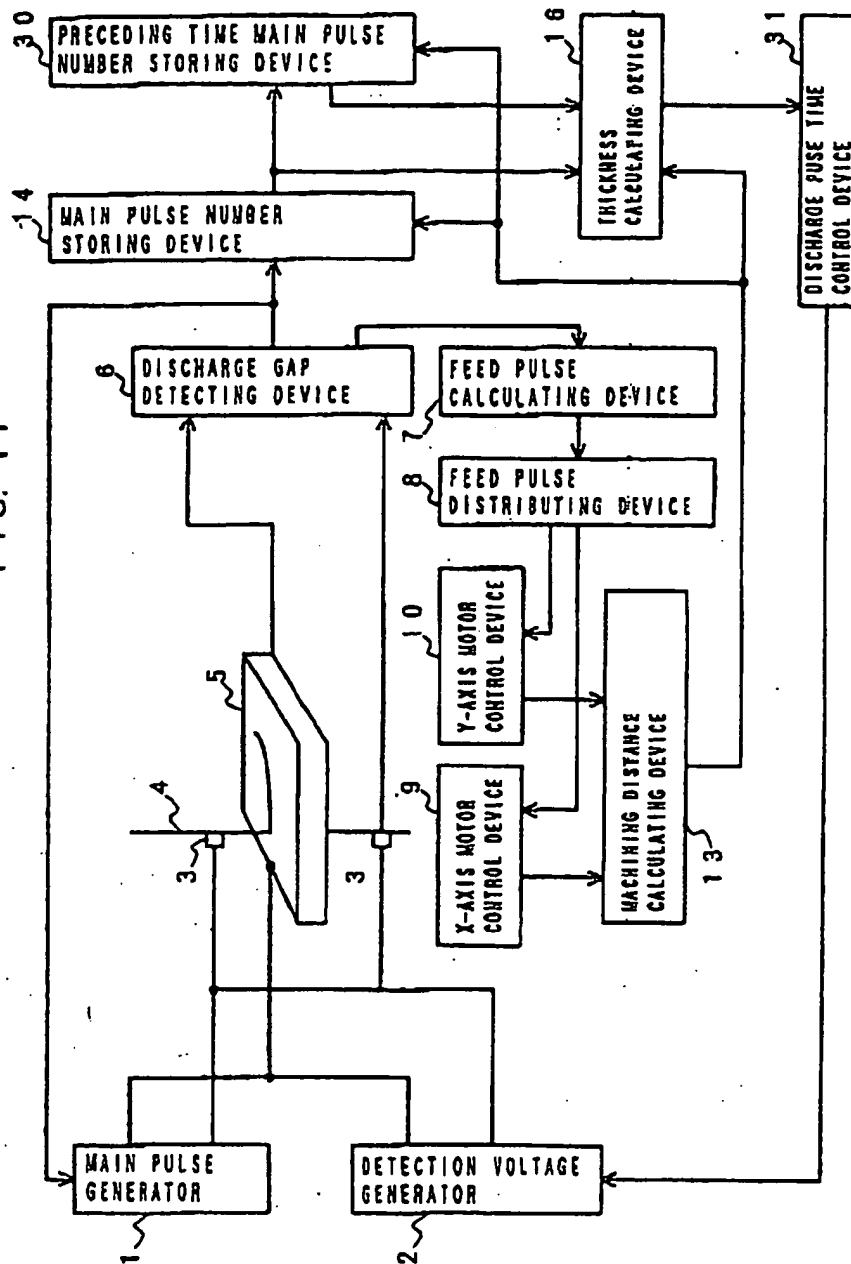 FIG. 11
1
MAIN PULSE
GENERATOR
2
DETECTION VOLTAGE
GENERATOR
3
4
5
3
6
DISCHARGE GAP
DETECTING DEVICE
14
MAIN PULSE NUMBER
STORING DEVICE
30
PRECEDING TIME MAIN PULSE
NUMBER STORING DEVICE
7
FEED PULSE
CALCULATING DEVICE
8
FEED PULSE
DISTRIBUTING DEVICE
9
X-AXIS MOTOR
CONTROL DEVICE
10
Y-AXIS MOTOR
CONTROL DEVICE
MACHINING DISTANCE
CALCULATING DEVICE
13
16
THICKNESS
CALCULATING DEVICE
31
DISCHARGE PUSE TIME
CONTROL DEVICE